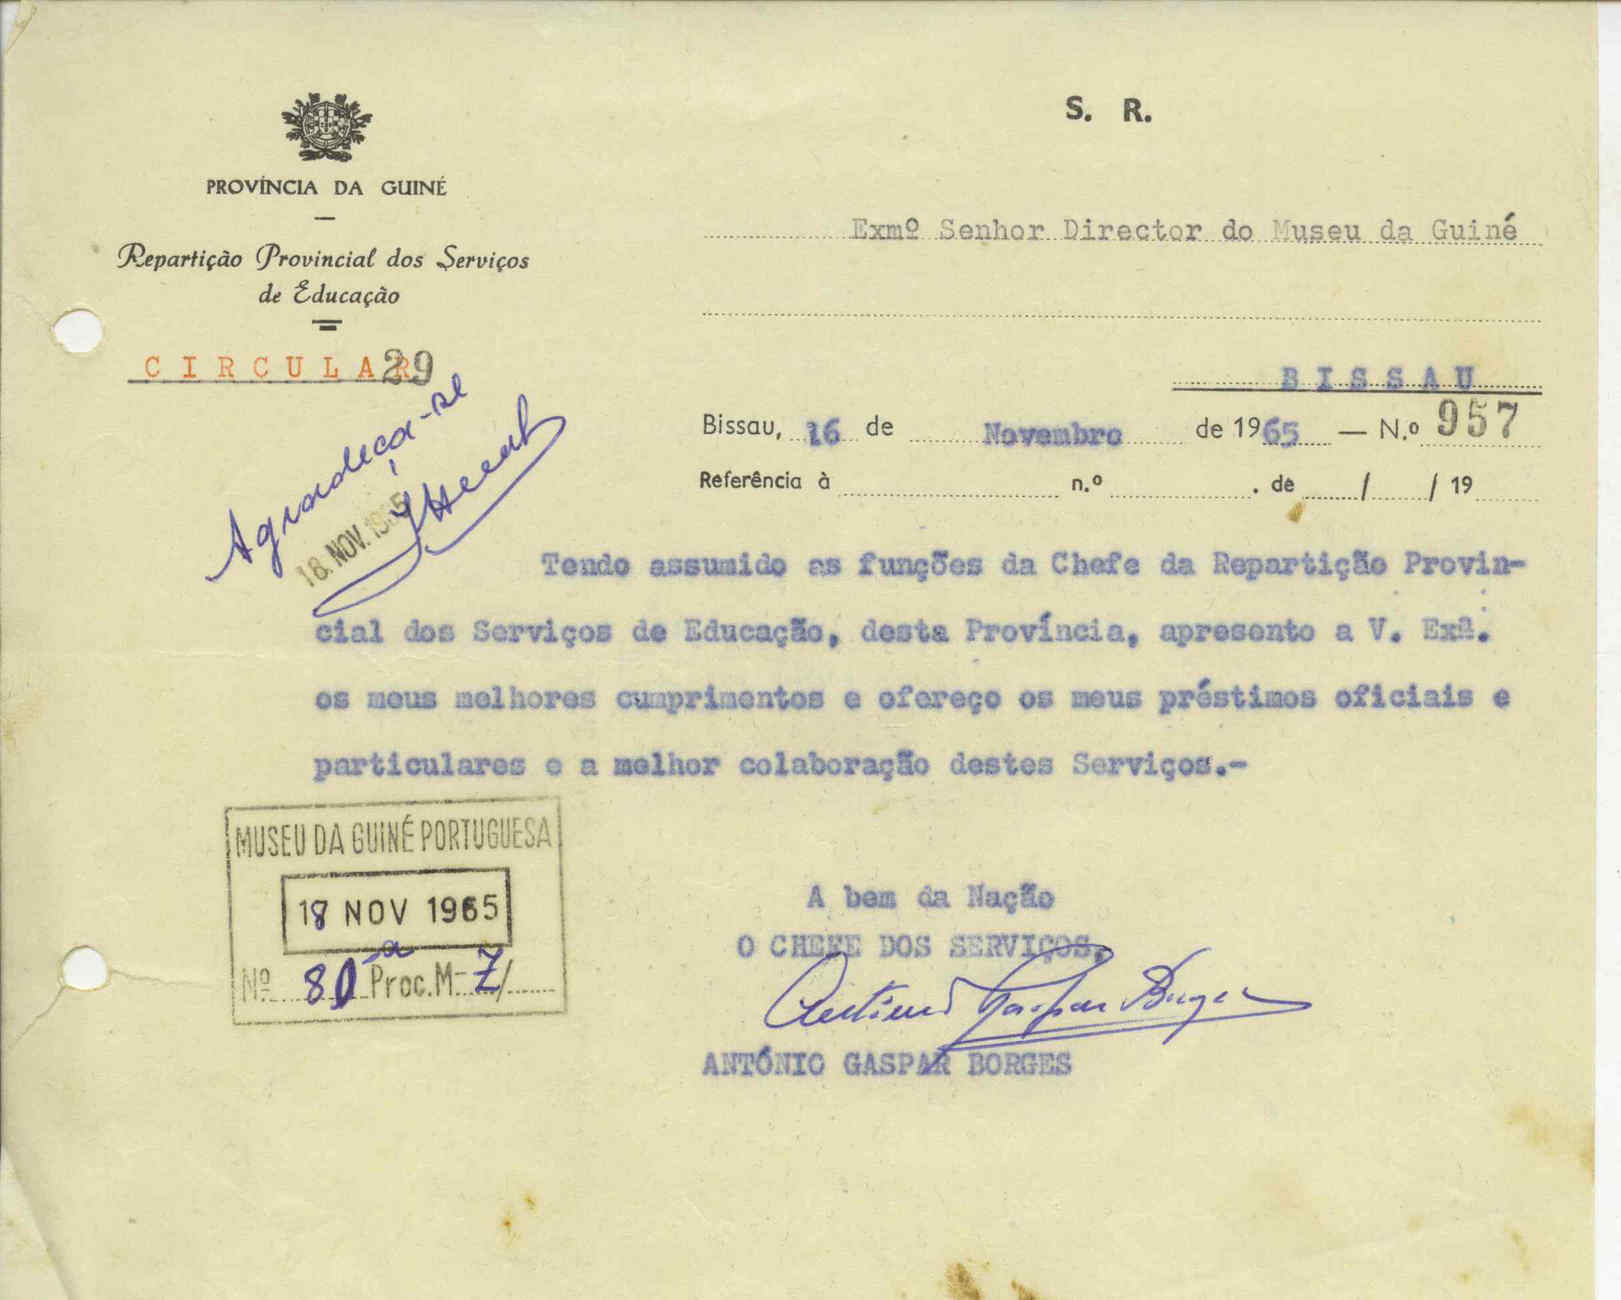 S. R.
PROVÍNCIA DA GUINÉ
Repartição Provincial dos Serviços
de Educação
CIRCULAR 29
Exmº Senhor Director do Museu da Guiné
BISSAU
Bissau, 16 de Novembro de 1965 — N.º 957
Referência à n.º . de / / 19
Agradeça-se
18. NOV. 1965
Tendo assumido as funções da Chefe da Repartição Provin-
cial dos Serviços de Educação, desta Província, apresento a V. Exª.
os meus melhores cumprimentos e ofereço os meus préstimos oficiais e
particulares e a melhor colaboração destes Serviços.-
MUSEU DA GUINÉ PORTUGUESA
18 NOV 1965
Nº 80-a Proc. M-Z/
A bem da Nação
O CHEFE DOS SERVIÇOS,
António Gaspar Borges
ANTÓNIO GASPAR BORGES